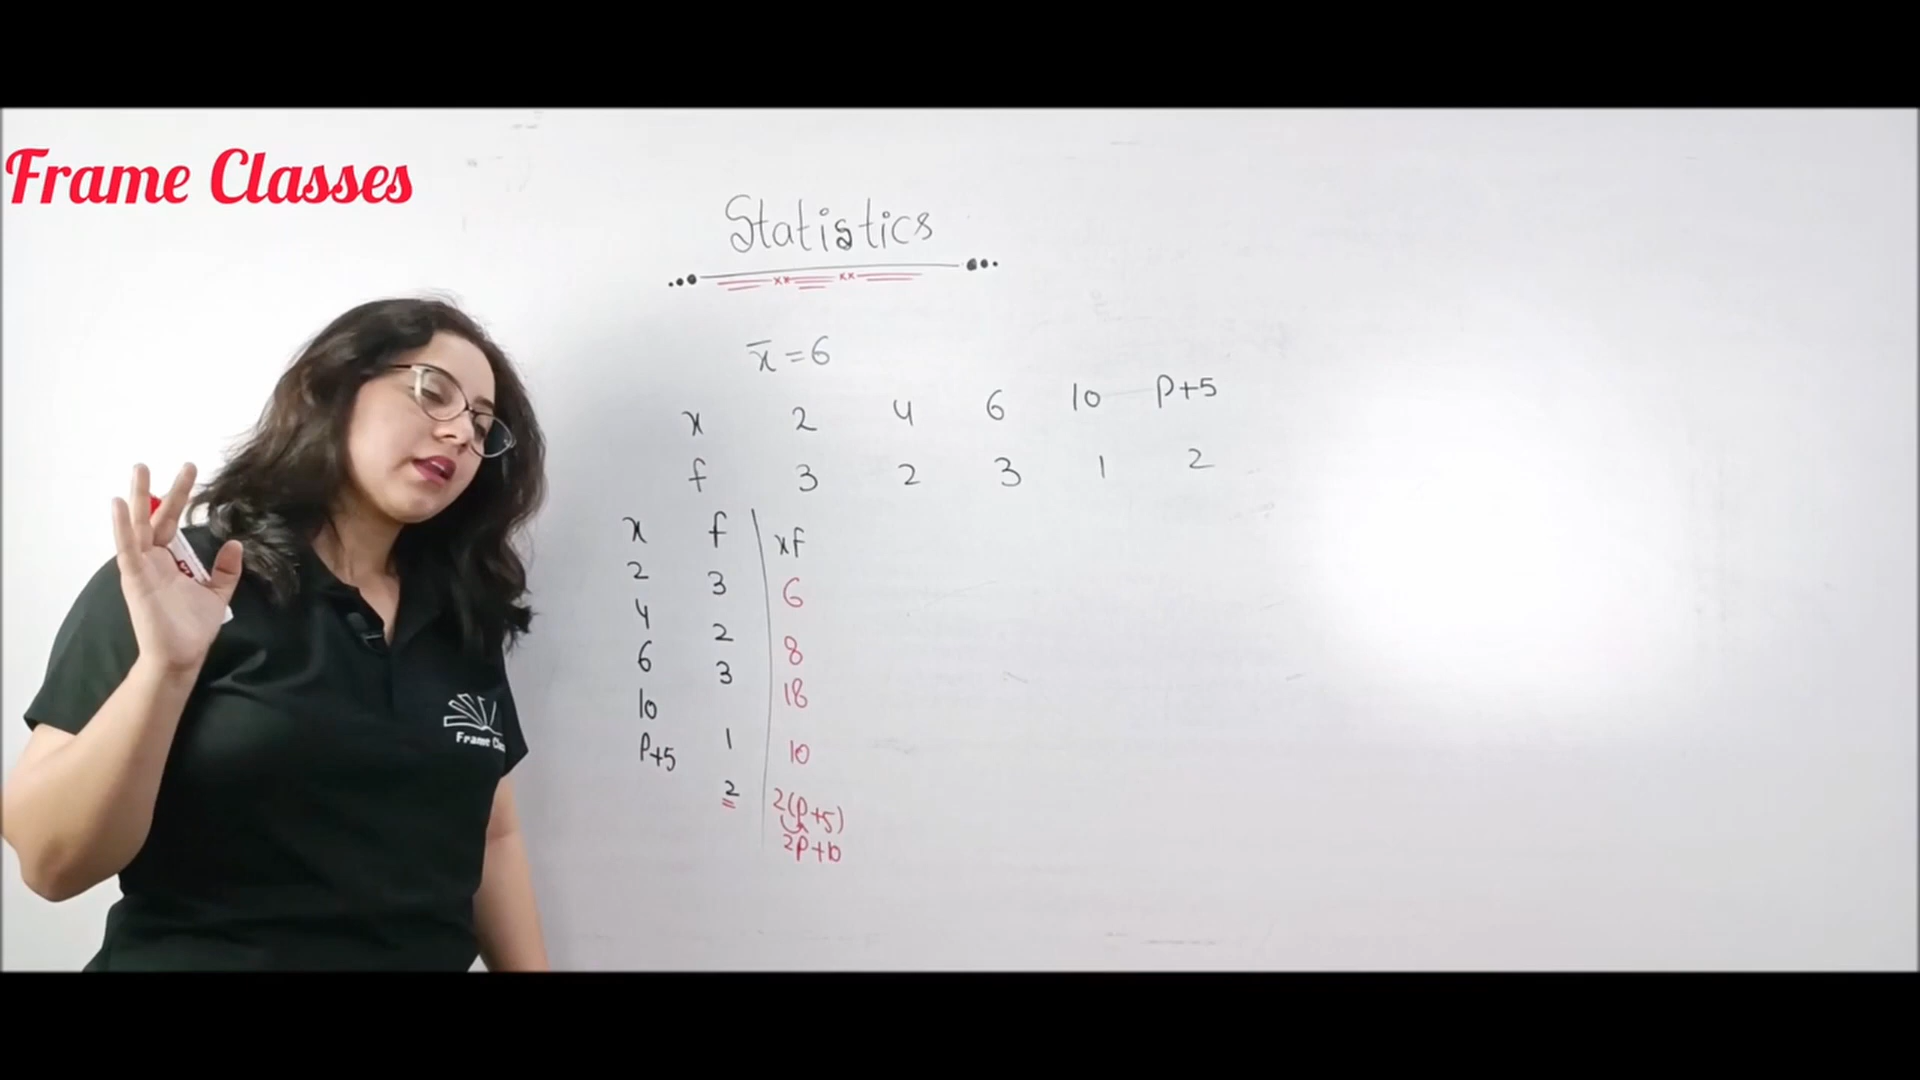 Frame Classes
Statistics
x̄ = 6
x 2 4 6 10 P+5
f 3 2 3 1 2
x f xf
2 3 6
4 2 8
6 3 18
10 1 10
P+5 2 2(P+5)
2P+10
Frame